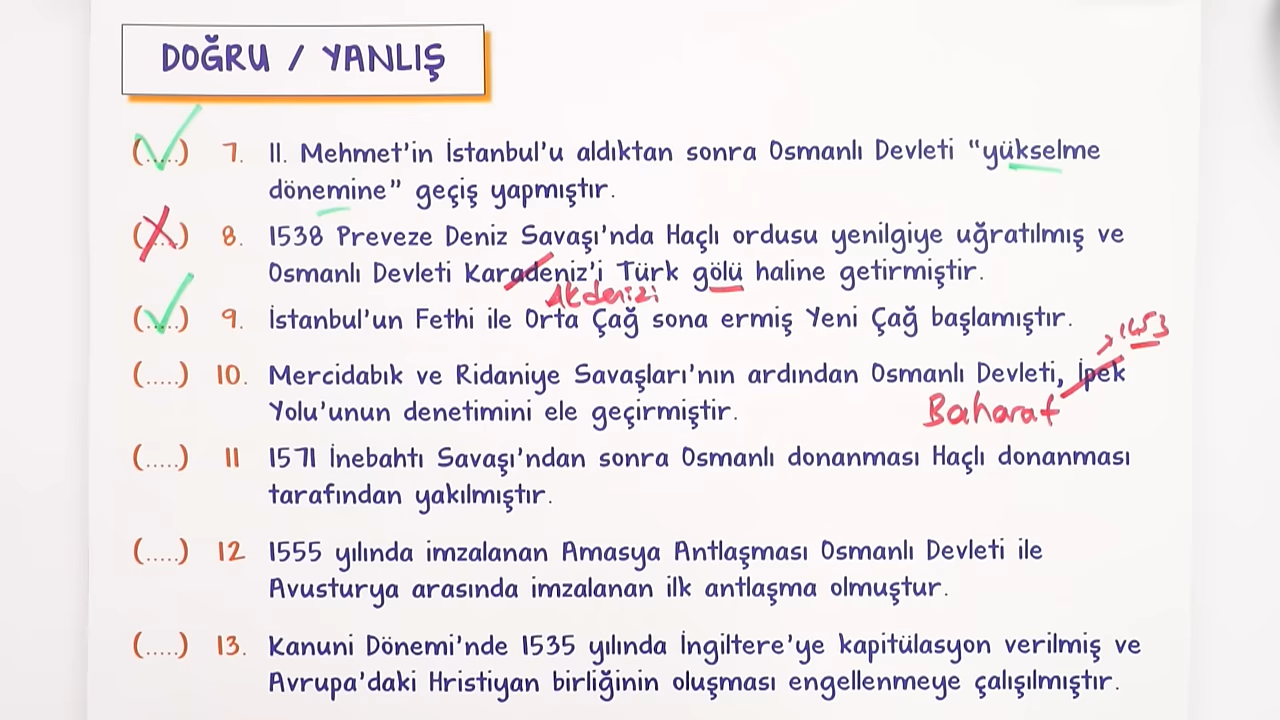 DOĞRU / YANLIŞ
(.....) 7. II. Mehmet'in İstanbul'u aldıktan sonra Osmanlı Devleti "yükselme
dönemine" geçiş yapmıştır.
(.....) 8. 1538 Preveze Deniz Savaşı'nda Haçlı ordusu yenilgiye uğratılmış ve
Osmanlı Devleti Karadeniz'i Türk gölü haline getirmiştir.
Akdenizi
(.....) 9. İstanbul'un Fethi ile Orta Çağ sona ermiş Yeni Çağ başlamıştır.
1453
(.....) 10. Mercidabık ve Ridaniye Savaşları'nın ardından Osmanlı Devleti, İpek
Yolu'unun denetimini ele geçirmiştir.
Baharat
(.....) 11 1571 İnebahtı Savaşı'ndan sonra Osmanlı donanması Haçlı donanması
tarafından yakılmıştır.
(.....) 12 1555 yılında imzalanan Amasya Antlaşması Osmanlı Devleti ile
Avusturya arasında imzalanan ilk antlaşma olmuştur.
(.....) 13. Kanuni Dönemi'nde 1535 yılında İngiltere'ye kapitülasyon verilmiş ve
Avrupa'daki Hristiyan birliğinin oluşması engellenmeye çalışılmıştır.